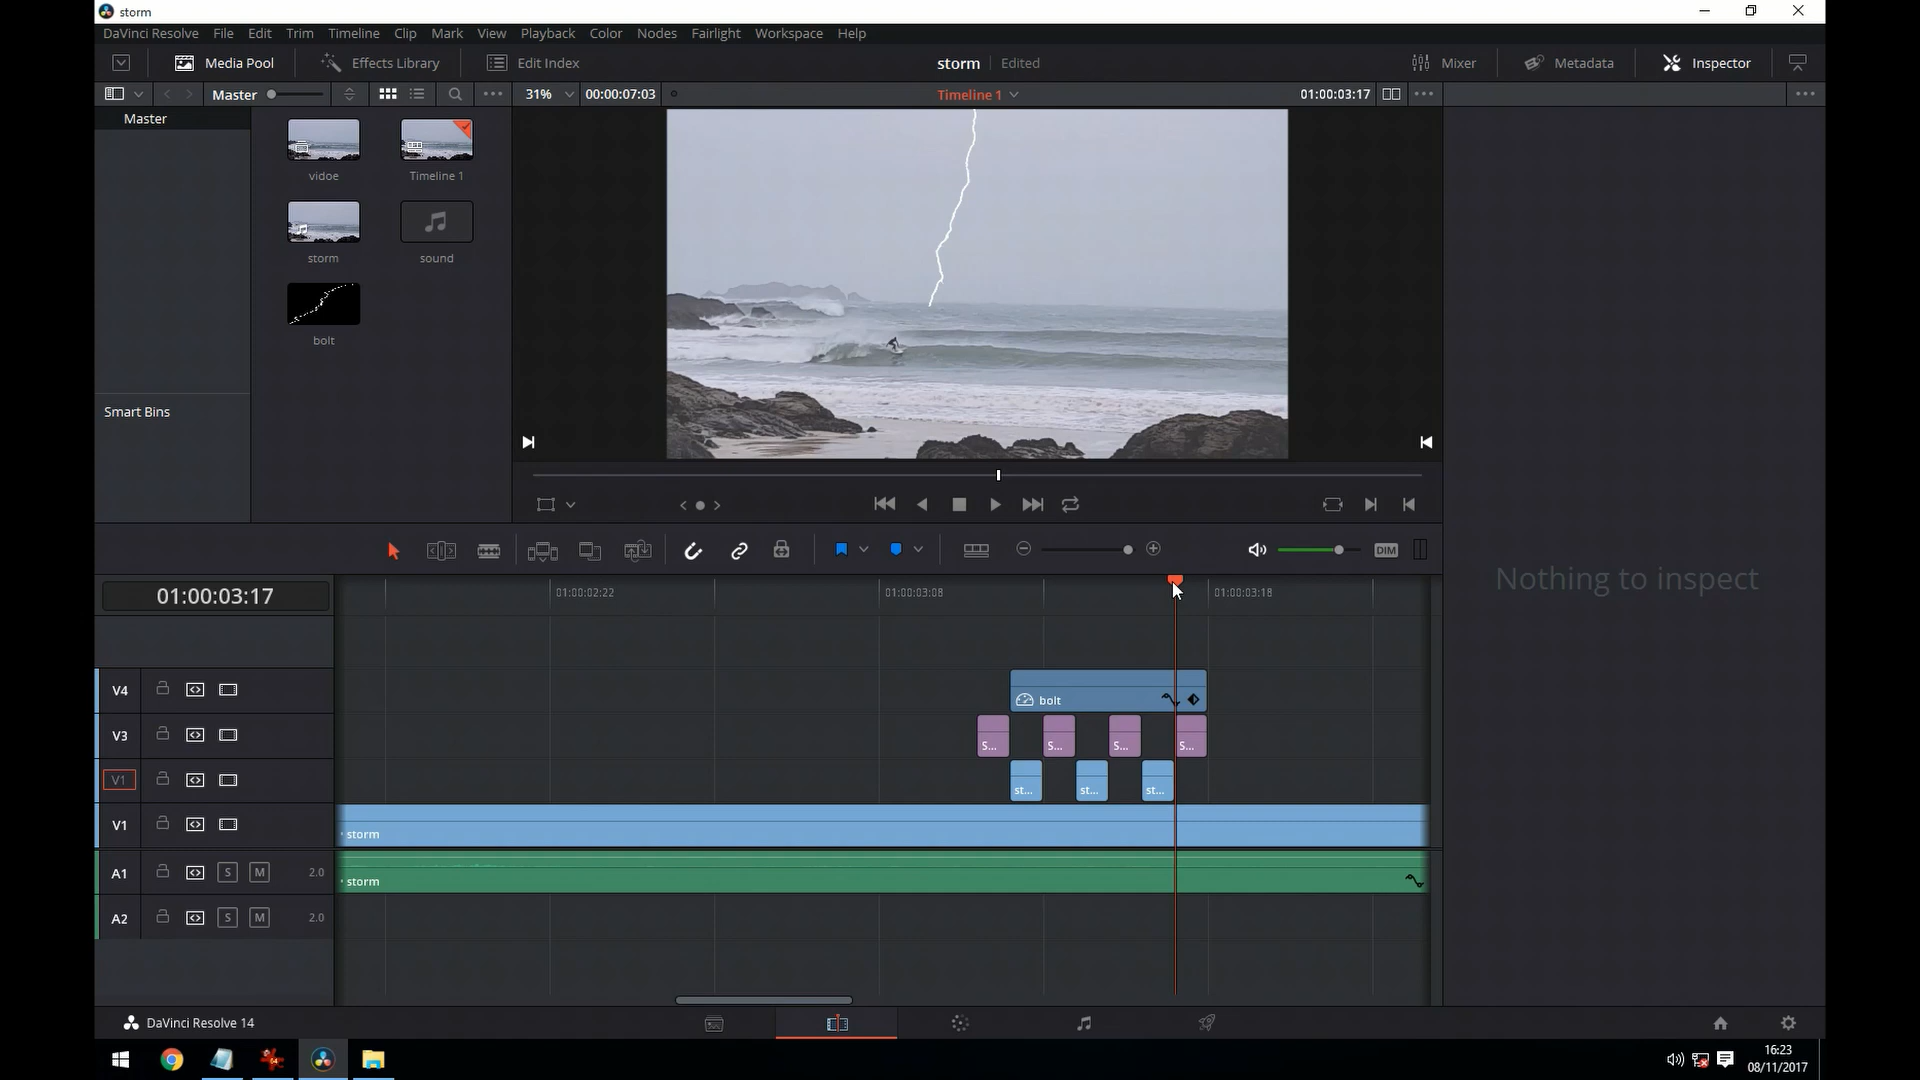 storm
DaVinci Resolve File Edit Trim Timeline Clip Mark View Playback Color Nodes Fairlight Workspace Help
Media Pool Effects Library Edit Index storm Edited Mixer Metadata Inspector
Master 31% 00:00:07:03 Timeline 1 01:00:03:17
Master
vidoe Timeline 1
storm sound
bolt
Smart Bins
DIM
Nothing to inspect
01:00:03:17 01:00:02:22 01:00:03:08 01:00:03:18
V4 bolt
V3 S... S... S... S...
V1 st... st... st...
V1 storm
A1 S M 2.0 storm
A2 S M 2.0
DaVinci Resolve 14
16:23
08/11/2017